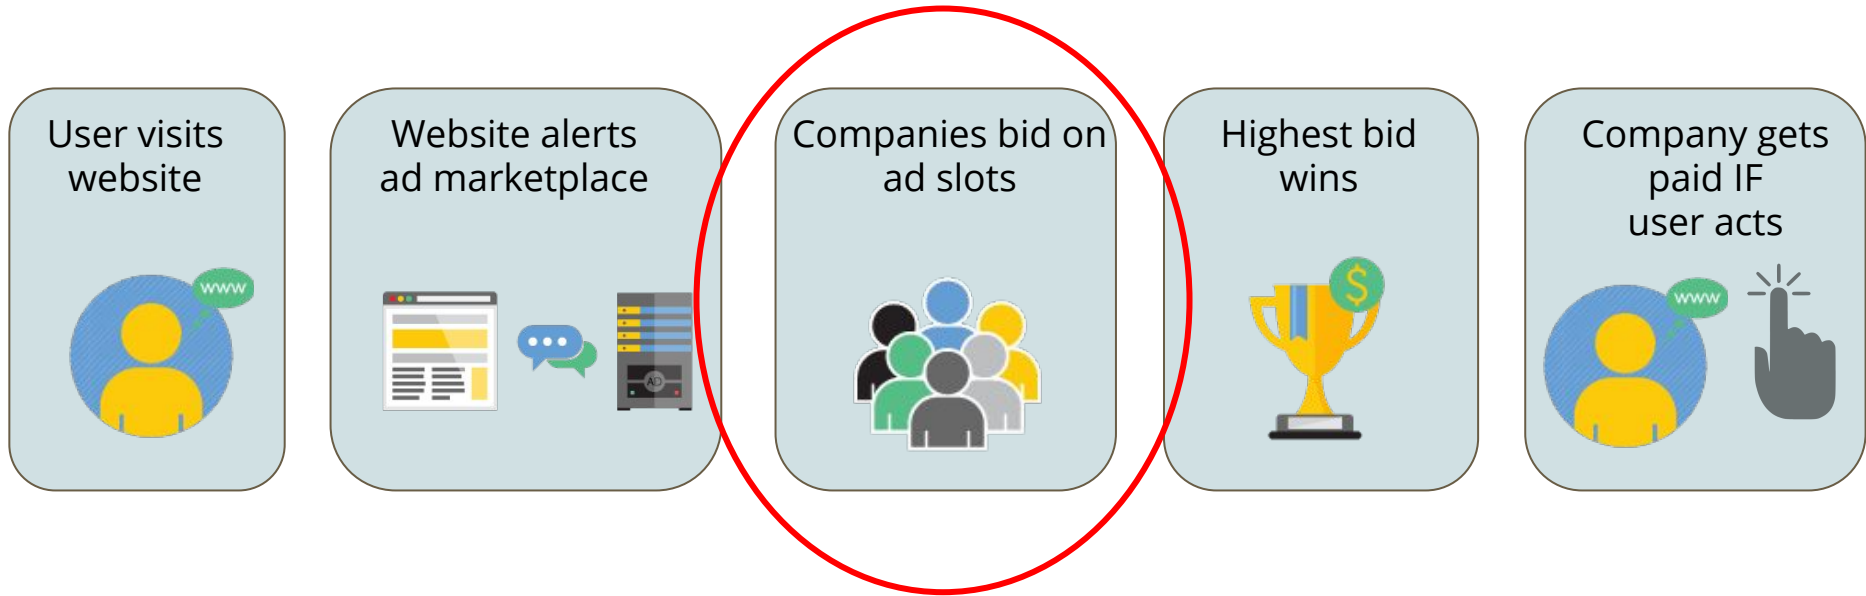 User visits
website
www
Website alerts
ad marketplace
AD
Companies bid on
ad slots
Highest bid
wins
$
Company gets
paid IF
user acts
www